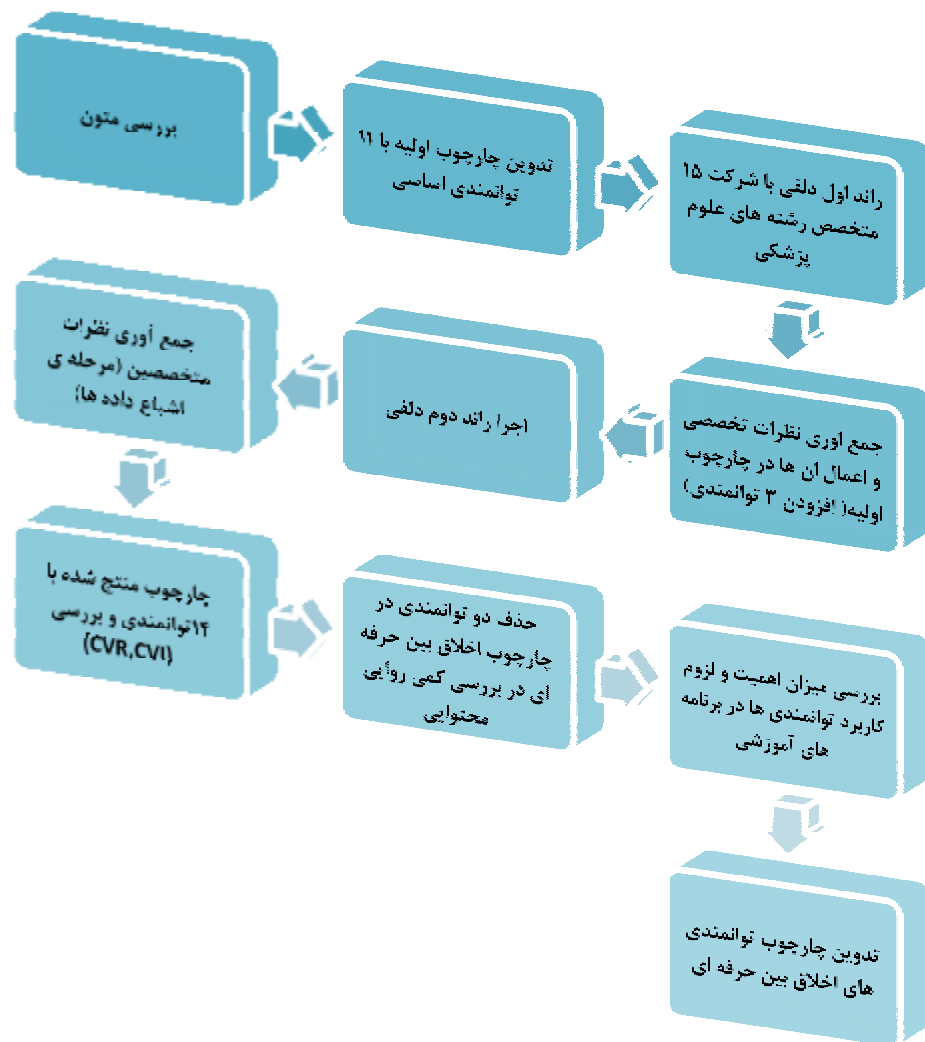 بررسی متون
تدوین چارچوب اولیه با ۱۱
توانمندی اساسی
راند اول دلفی با شرکت ۱۵
متخصص رشته های علوم
پزشکی
جمع اوری نظرات تخصصی
و اعمال ان ها در چارچوب
اولیه( افزودن ۳ توانمندی)
اجرا راند دوم دلفی
جمع آوری نظرات
متخصصین (مرحله ی
اشباع داده ها)
چارچوب منتج شده با
۱۴توانمندی و بررسی
(CVR,CVI)
حذف دو توانمندی در
چارچوب اخلاق بین حرفه
ای در بررسی کمی روایی
محتوایی
بررسی میزان اهمیت و لزوم
کاربرد توانمندی ها در برنامه
های آموزشی
تدوین چارچوب توانمندی
های اخلاق بین حرفه ای